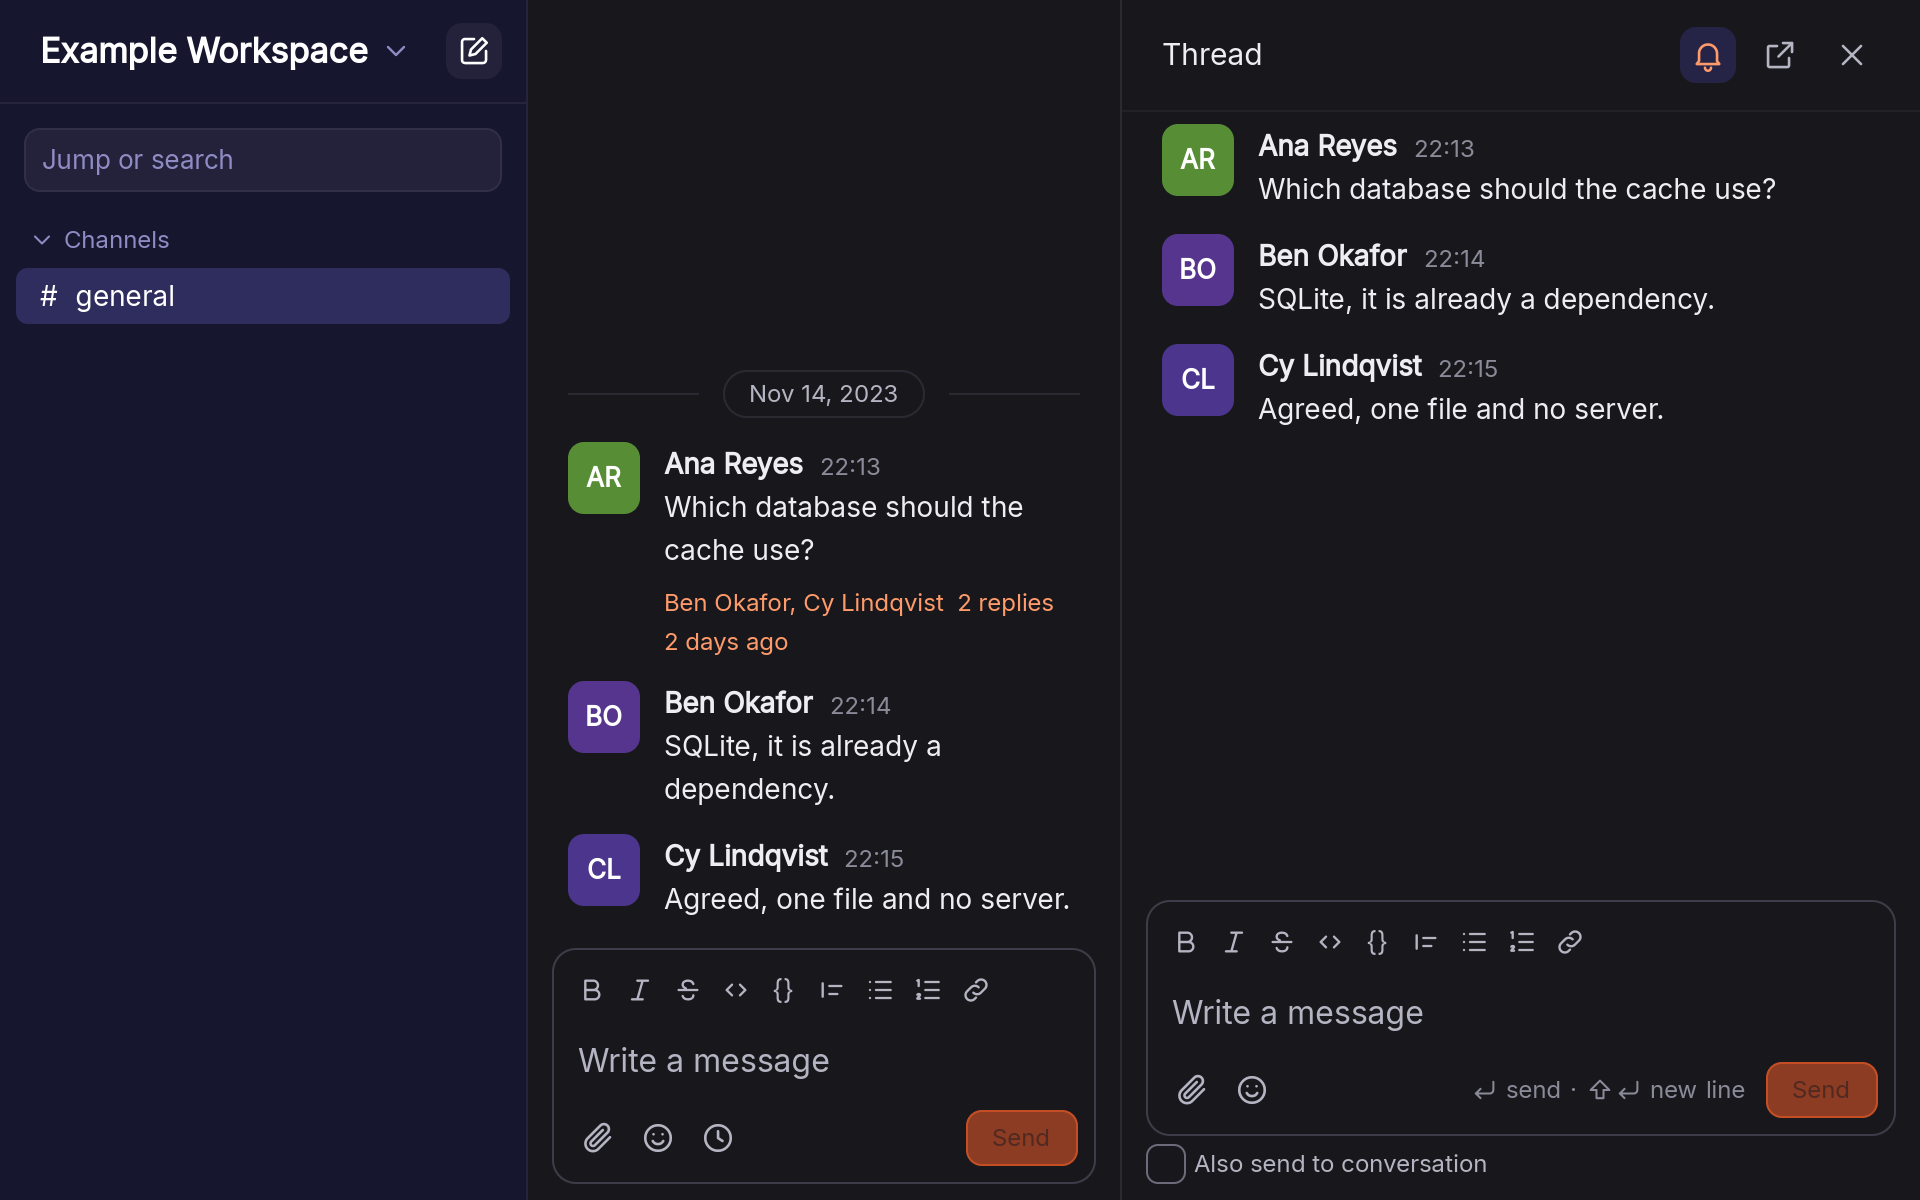 Example Workspace
Jump or search
Channels
# general
Nov 14, 2023
AR
Ana Reyes 22:13
Which database should the
cache use?
Ben Okafor, Cy Lindqvist 2 replies
2 days ago
BO
Ben Okafor 22:14
SQLite, it is already a
dependency.
CL
Cy Lindqvist 22:15
Agreed, one file and no server.
Write a message
Send
Thread
AR
Ana Reyes 22:13
Which database should the cache use?
BO
Ben Okafor 22:14
SQLite, it is already a dependency.
CL
Cy Lindqvist 22:15
Agreed, one file and no server.
Write a message
send · new line
Send
Also send to conversation